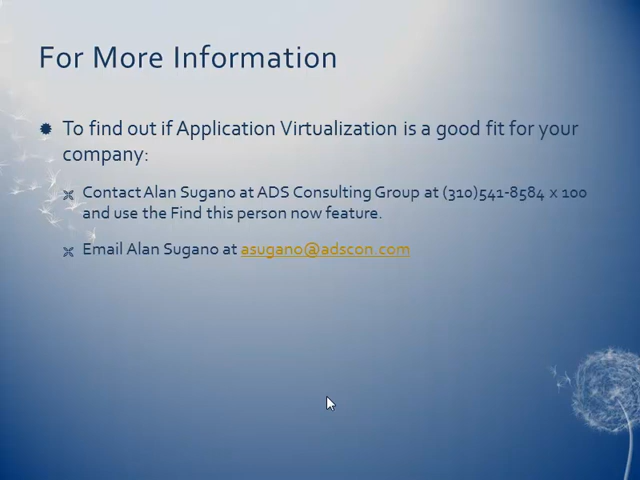 For More Information
To find out if Application Virtualization is a good fit for your
company:
Contact Alan Sugano at ADS Consulting Group at (310)541-8584 x 100
and use the Find this person now feature.
Email Alan Sugano at asugano@adscon.com